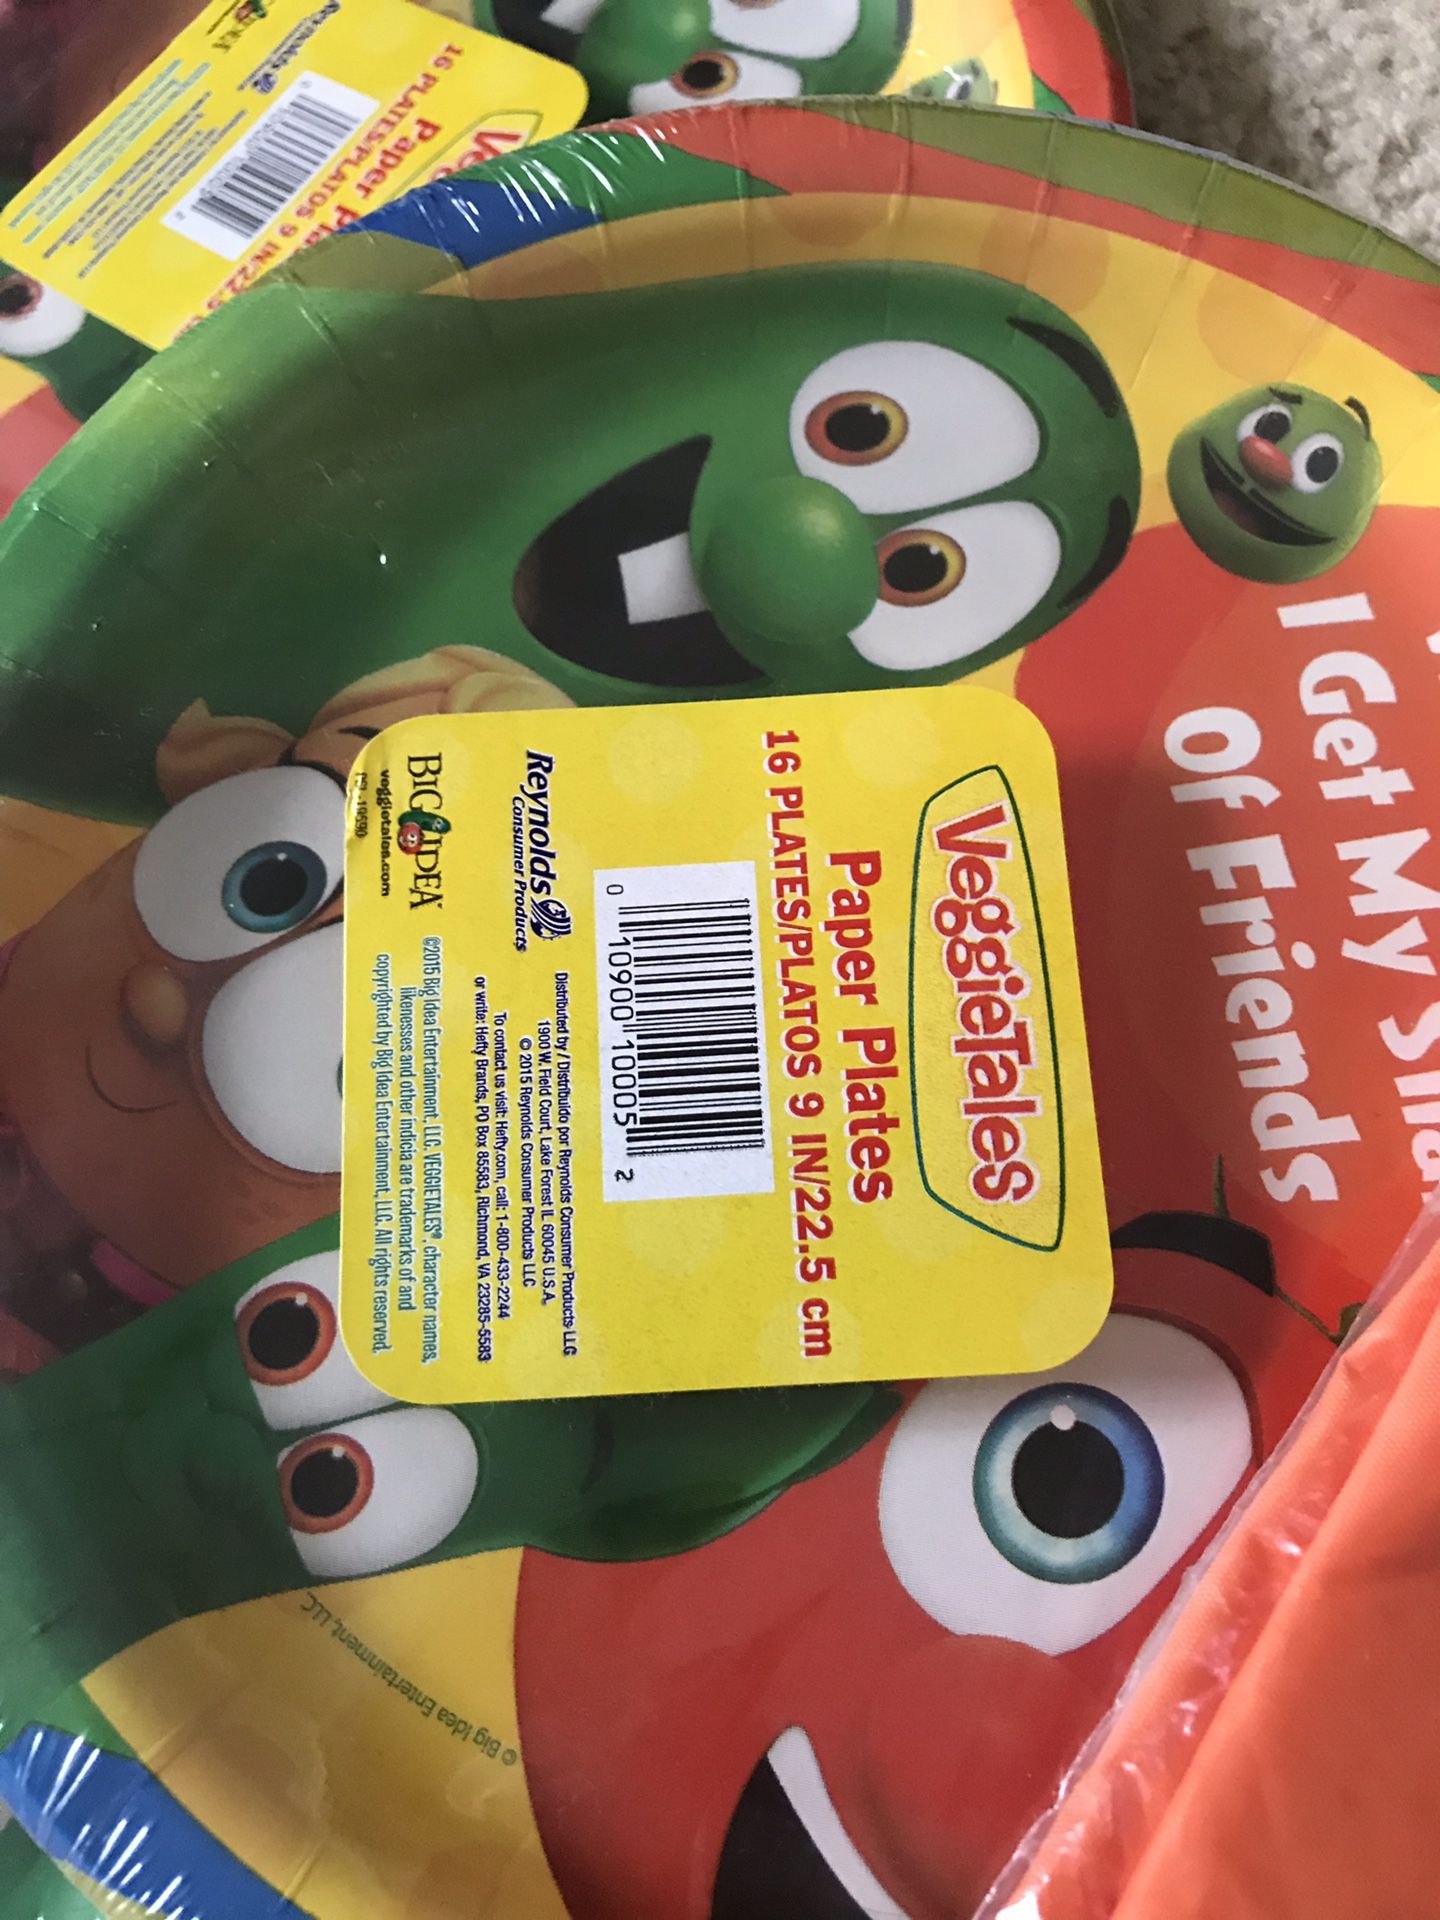 I Get My
Of Friends
VeggieTales
Paper Plates
16 PLATES/PLATOS 9 IN/22.5 cm
0 10900 10005 2
Reynolds
Consumer Products
Distributed by / Distribuido por Reynolds Consumer Products LLC
1900 W. Field Court, Lake Forest IL 60045 U.S.A.
© 2015 Reynolds Consumer Products LLC
To contact us visit: Hefty.com, call: 1-800-433-2244
or write: Hefty Brands, PO Box 85583, Richmond, VA 23285-5583
BIG IDEA
veggietales.com
©2015 Big Idea Entertainment, LLC. VEGGIETALES®, character names,
likenesses and other indicia are trademarks of and
copyrighted by Big Idea Entertainment, LLC. All rights reserved.
© Big Idea Entertainment, LLC
Reynolds
Paper
16 PLATES/PLATOS 9 IN/22.5